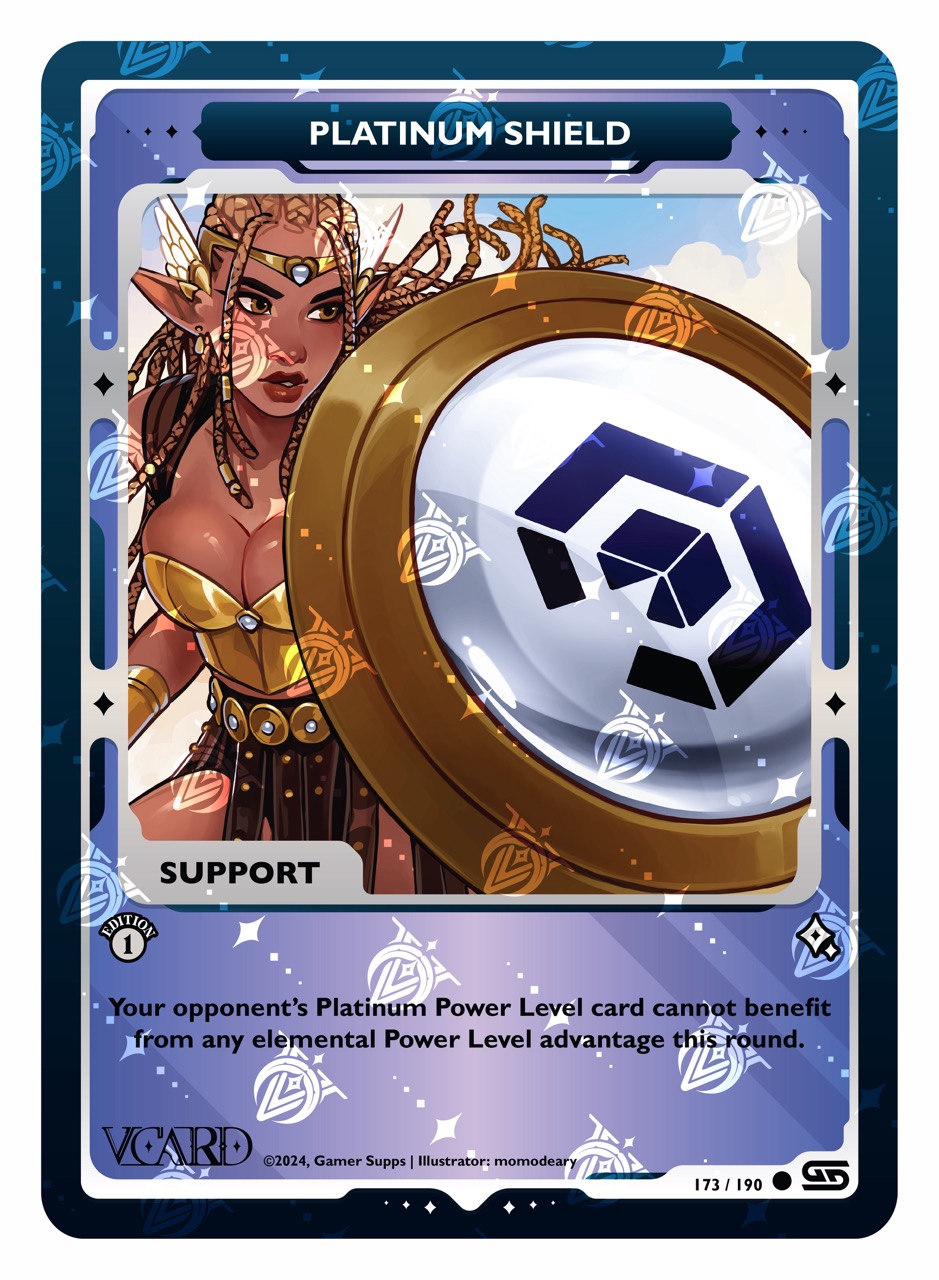 PLATINUM SHIELD
SUPPORT
EDITION
1
Your opponent's Platinum Power Level card cannot benefit
from any elemental Power Level advantage this round.
VCARD
©2024, Gamer Supps | Illustrator: momodeary
173 / 190
GS